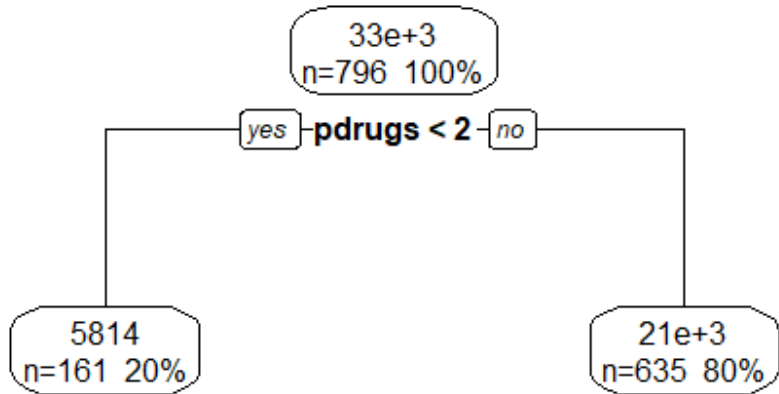 33e+3
n=796 100%
yes pdrugs < 2 no
5814
n=161 20%
21e+3
n=635 80%